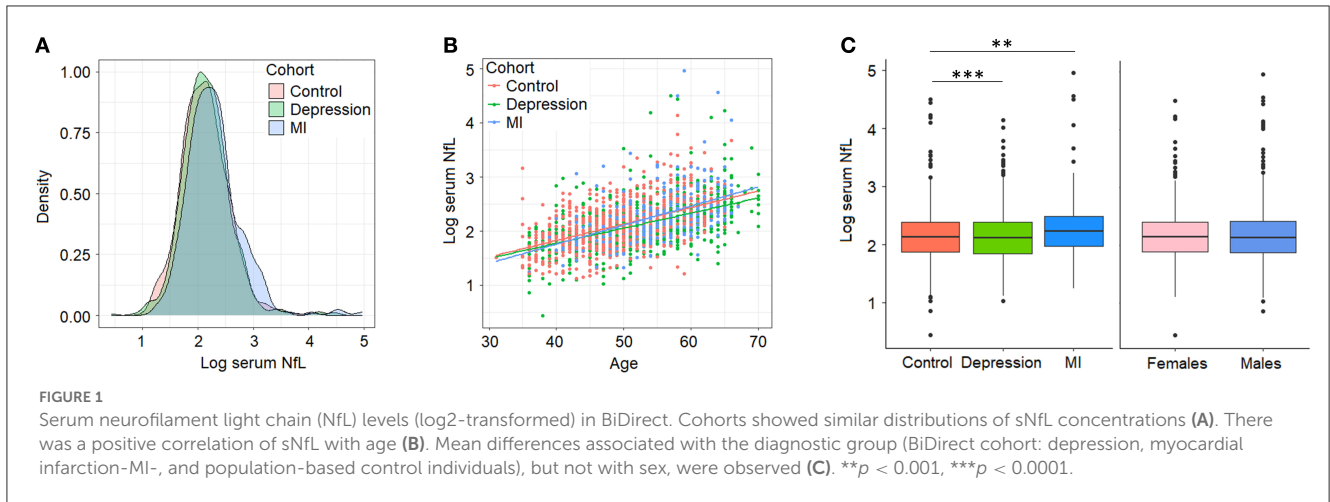 A
Cohort
Control
Depression
MI
1.00
0.75
0.50
0.25
0.00
Density
1 2 3 4 5
Log serum NfL
B
Cohort
Control
Depression
MI
5
4
3
2
1
Log serum NfL
30 40 50 60 70
Age
C
**
***
5
4
3
2
1
Log serum NfL
Control Depression MI Females Males
FIGURE 1
Serum neurofilament light chain (NfL) levels (log2-transformed) in BiDirect. Cohorts showed similar distributions of sNfL concentrations (A). There
was a positive correlation of sNfL with age (B). Mean differences associated with the diagnostic group (BiDirect cohort: depression, myocardial
infarction-MI-, and population-based control individuals), but not with sex, were observed (C). **p < 0.001, ***p < 0.0001.